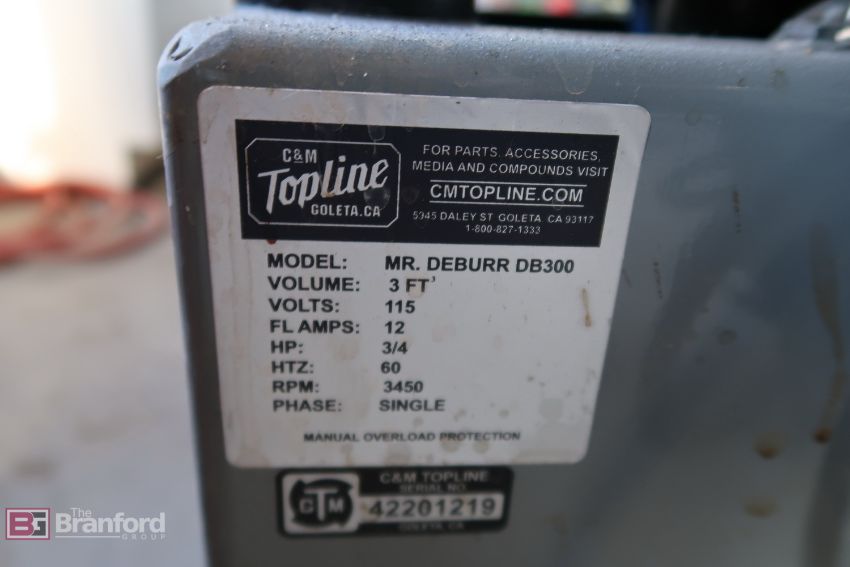 C&M
Topline
GOLETA.CA
FOR PARTS, ACCESSORIES,
MEDIA AND COMPOUNDS VISIT
CMTOPLINE.COM
5945 DALEY ST GOLETA CA 93117
1-800-827-1333
MODEL: MR. DEBURR DB300
VOLUME: 3 FT³
VOLTS: 115
FL AMPS: 12
HP: 3/4
HTZ: 60
RPM: 3450
PHASE: SINGLE
MANUAL OVERLOAD PROTECTION
C&M TOPLINE
SERIAL NO.
CTM 42201219
GOLETA, CA
BG The
Branford
GROUP